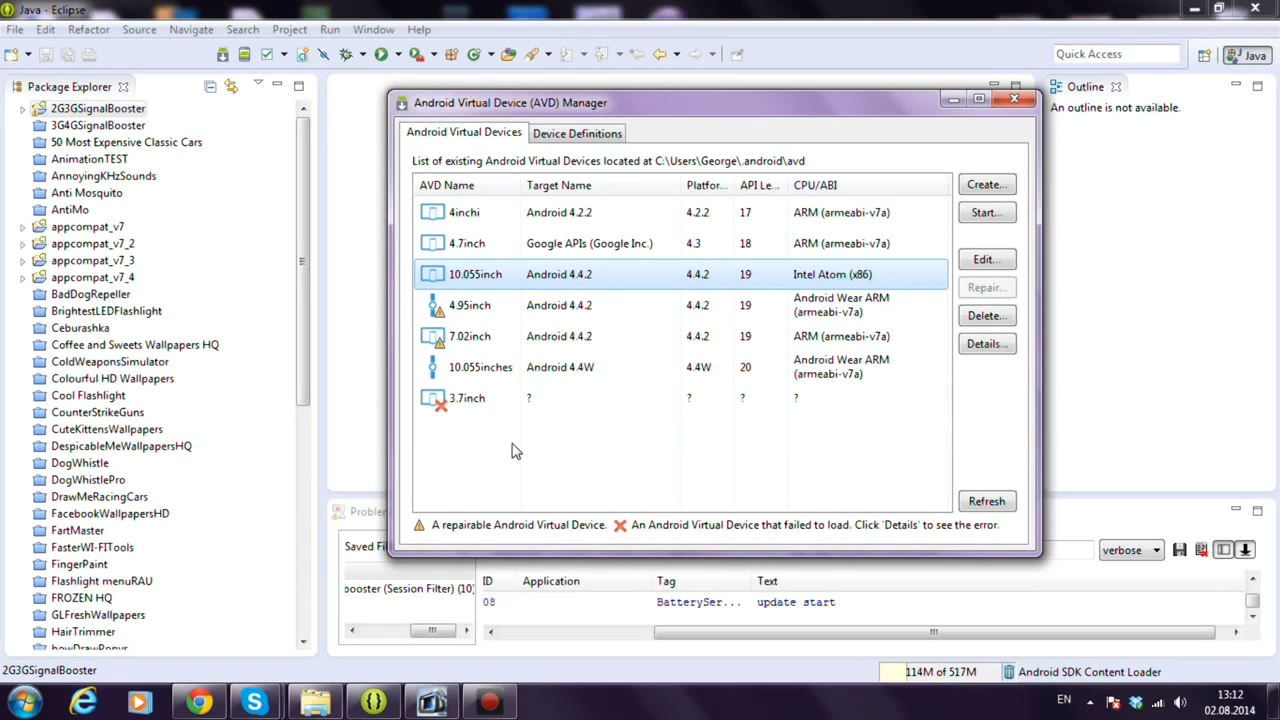 Java - Eclipse
File Edit Refactor Source Navigate Search Project Run Window Help
Quick Access
Java
Package Explorer
2G3GSignalBooster
3G4GSignalBooster
50 Most Expensive Classic Cars
AnimationTEST
AnnoyingKHzSounds
Anti Mosquito
AntiMo
appcompat_v7
appcompat_v7_2
appcompat_v7_3
appcompat_v7_4
BadDogRepeller
BrightestLEDFlashlight
Ceburashka
Coffee and Sweets Wallpapers HQ
ColdWeaponsSimulator
Colourful HD Wallpapers
Cool Flashlight
CounterStrikeGuns
CuteKittensWallpapers
DespicableMeWallpapersHQ
DogWhistle
DogWhistlePro
DrawMeRacingCars
FacebookWallpapersHD
FartMaster
FasterWI-FITools
FingerPaint
Flashlight menuRAU
FROZEN HQ
GLFreshWallpapers
HairTrimmer
howDrawPonys
Android Virtual Device (AVD) Manager
Android Virtual Devices Device Definitions
List of existing Android Virtual Devices located at C:\Users\George\.android\avd
AVD Name Target Name Platfor... API Le... CPU/ABI
4inchi Android 4.2.2 4.2.2 17 ARM (armeabi-v7a)
4.7inch Google APIs (Google Inc.) 4.3 18 ARM (armeabi-v7a)
10.055inch Android 4.4.2 4.4.2 19 Intel Atom (x86)
4.95inch Android 4.4.2 4.4.2 19 Android Wear ARM
(armeabi-v7a)
7.02inch Android 4.4.2 4.4.2 19 ARM (armeabi-v7a)
10.055inches Android 4.4W 4.4W 20 Android Wear ARM
(armeabi-v7a)
3.7inch ? ? ? ?
Create...
Start...
Edit...
Repair...
Delete...
Details...
Refresh
A repairable Android Virtual Device. An Android Virtual Device that failed to load. Click 'Details' to see the error.
Outline
An outline is not available.
Problem
Saved Fil
verbose
booster (Session Filter) (10)
ID Application Tag Text
08 BatterySer... update start
2G3GSignalBooster
114M of 517M
Android SDK Content Loader
EN
13:12
02.08.2014